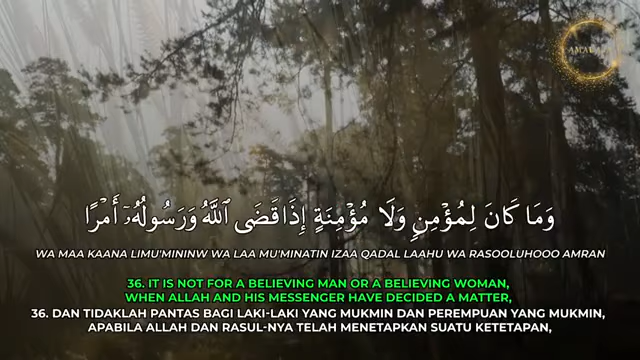 AMALAN
وَمَا كَانَ لِمُؤْمِنٍ وَلَا مُؤْمِنَةٍ إِذَا قَضَى ٱللَّهُ وَرَسُولُهُۥٓ أَمْرًا
WA MAA KAANA LIMU'MININW WA LAA MU'MINATIN IZAA QADAL LAAHU WA RASOOLUHOOO AMRAN
36. IT IS NOT FOR A BELIEVING MAN OR A BELIEVING WOMAN,
WHEN ALLAH AND HIS MESSENGER HAVE DECIDED A MATTER,
36. DAN TIDAKLAH PANTAS BAGI LAKI-LAKI YANG MUKMIN DAN PEREMPUAN YANG MUKMIN,
APABILA ALLAH DAN RASUL-NYA TELAH MENETAPKAN SUATU KETETAPAN,